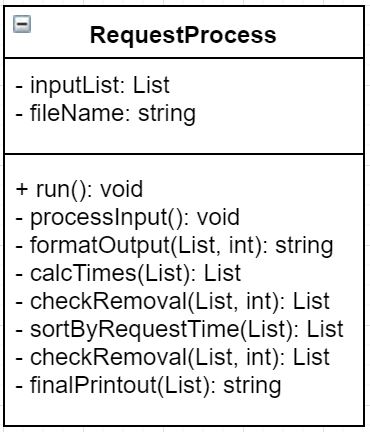 RequestProcess
- inputList: List
- fileName: string
+ run(): void
- processInput(): void
- formatOutput(List, int): string
- calcTimes(List): List
- checkRemoval(List, int): List
- sortByRequestTime(List): List
- checkRemoval(List, int): List
- finalPrintout(List): string